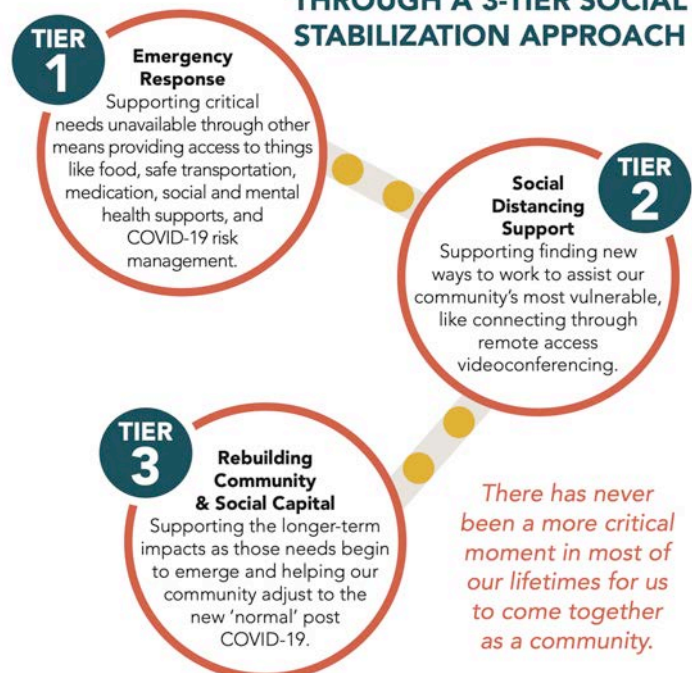 THROUGH A 3-TIER SOCIAL
STABILIZATION APPROACH
TIER
1
Emergency
Response
Supporting critical
needs unavailable through other
means providing access to things
like food, safe transportation,
medication, social and mental
health supports, and
COVID-19 risk
management.
TIER
2
Social
Distancing
Support
Supporting finding new
ways to work to assist our
community's most vulnerable,
like connecting through
remote access
videoconferencing.
TIER
3
Rebuilding
Community
& Social Capital
Supporting the longer-term
impacts as those needs begin
to emerge and helping our
community adjust to the
new 'normal' post
COVID-19.
There has never
been a more critical
moment in most of
our lifetimes for us
to come together
as a community.